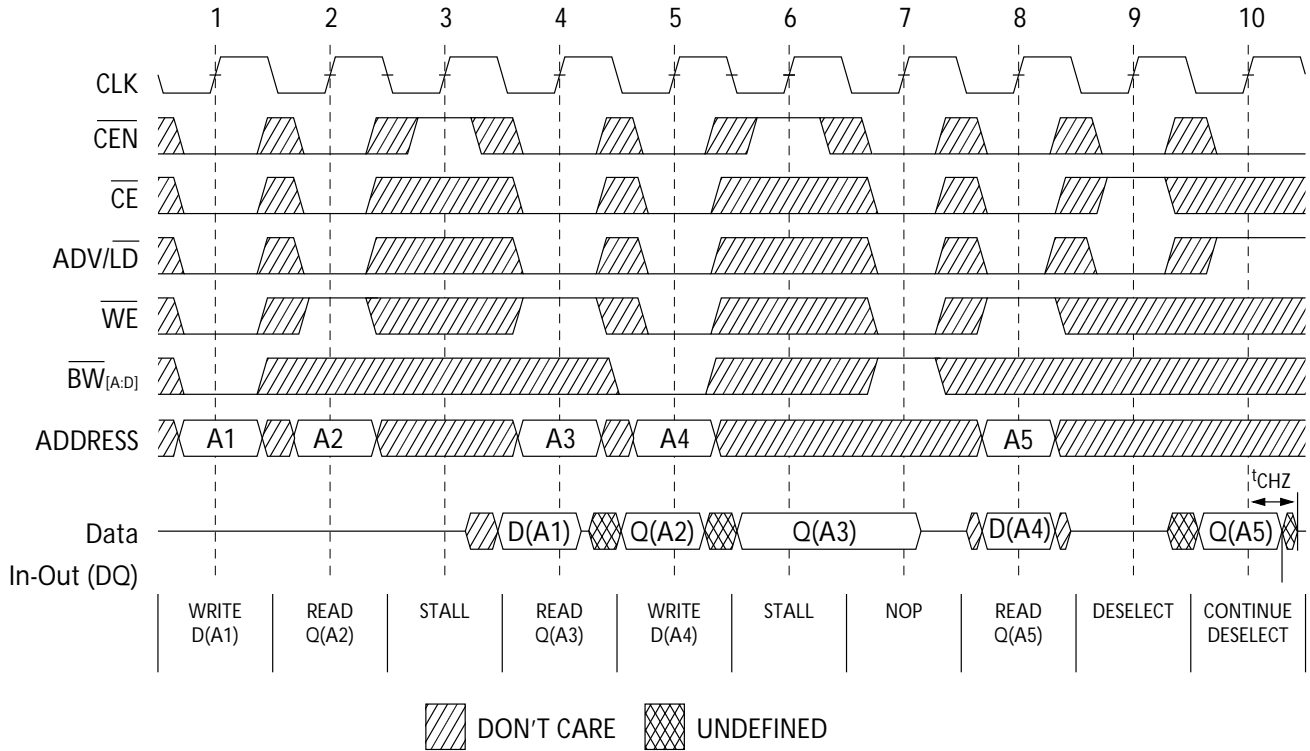 1 2 3 4 5 6 7 8 9 10
CLK
CEN
CE
ADV/LD
WE
BW[A:D]
ADDRESS A1 A2 A3 A4 A5
tCHZ
Data D(A1) Q(A2) Q(A3) D(A4) Q(A5)
In-Out (DQ)
WRITE READ STALL READ WRITE STALL NOP READ DESELECT CONTINUE
D(A1) Q(A2) Q(A3) D(A4) Q(A5) DESELECT
DON'T CARE UNDEFINED